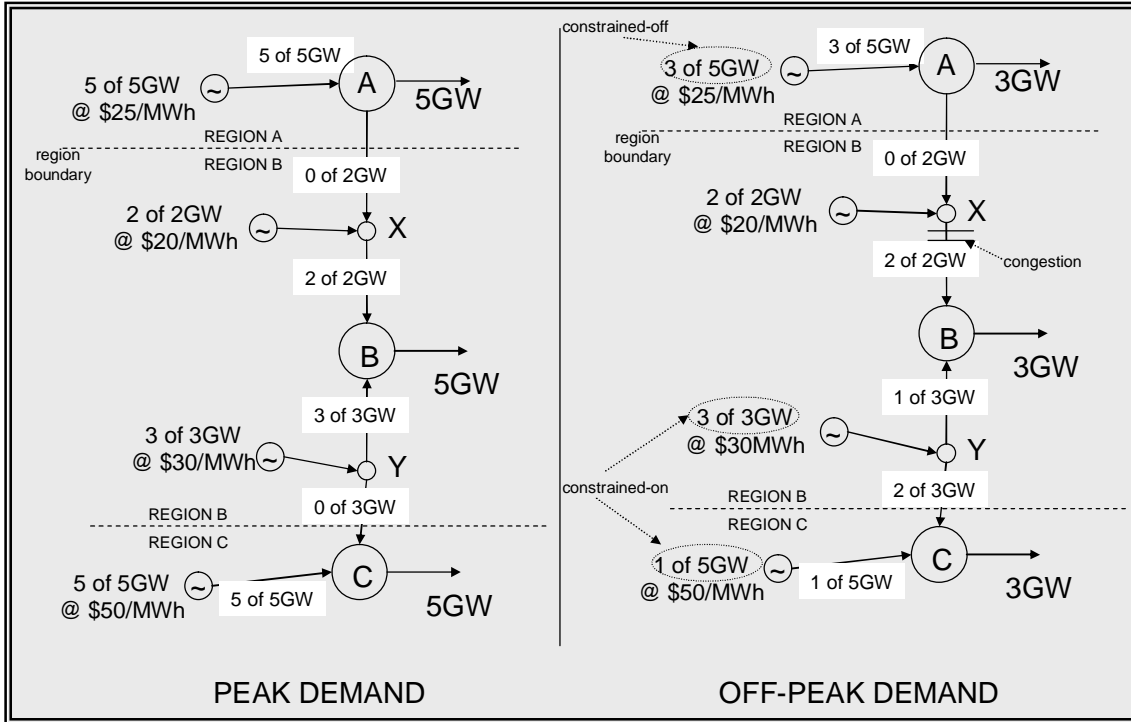 5 of 5GW
5 of 5GW
@ $25/MWh
~
A
5GW
REGION A
region
boundary
REGION B
0 of 2GW
2 of 2GW
@ $20/MWh
~
X
2 of 2GW
B
5GW
3 of 3GW
3 of 3GW
@ $30/MWh
~
Y
0 of 3GW
REGION B
REGION C
5 of 5GW
@ $50/MWh
~
5 of 5GW
C
5GW
PEAK DEMAND
constrained-off
3 of 5GW
3 of 5GW
@ $25/MWh
~
A
3GW
REGION A
region
boundary
REGION B
0 of 2GW
2 of 2GW
@ $20/MWh
~
X
2 of 2GW
congestion
B
3GW
1 of 3GW
3 of 3GW
@ $30MWh
~
Y
constrained-on
2 of 3GW
REGION B
REGION C
1 of 5GW
@ $50/MWh
~
1 of 5GW
C
3GW
OFF-PEAK DEMAND